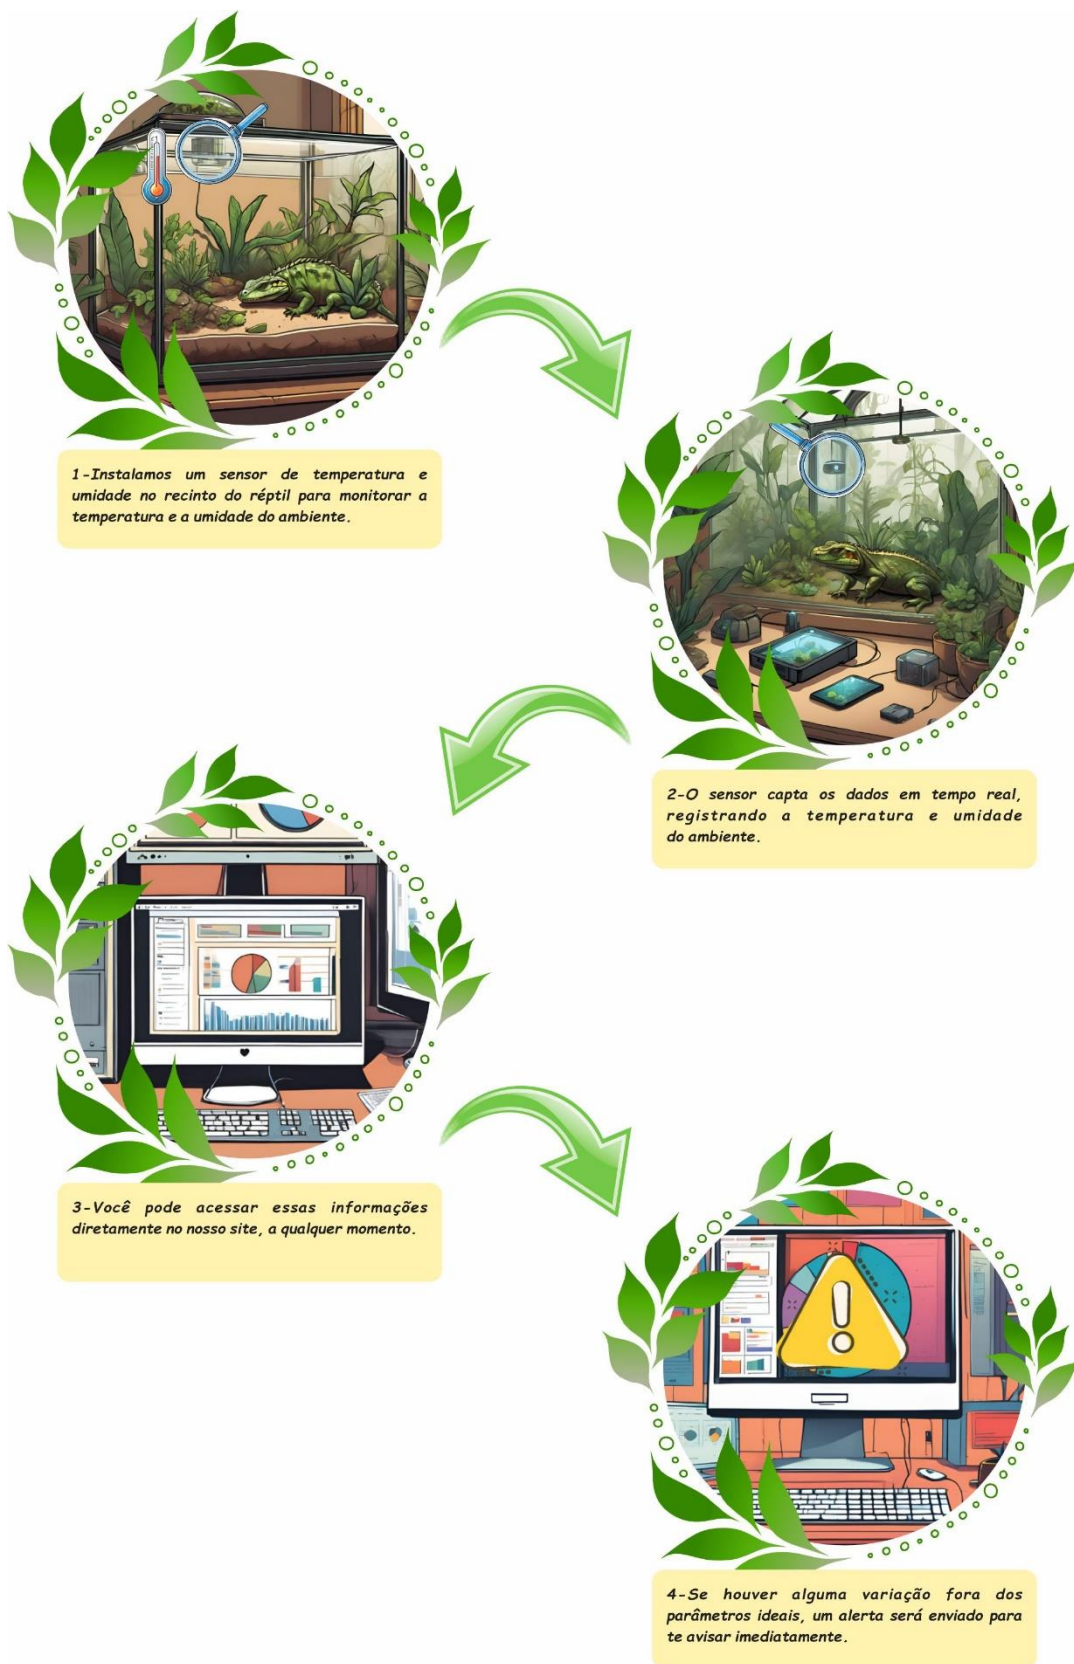 1-Instalamos um sensor de temperatura e
umidade no recinto do réptil para monitorar a
temperatura e a umidade do ambiente.
2-O sensor capta os dados em tempo real,
registrando a temperatura e umidade
do ambiente.
3-Você pode acessar essas informações
diretamente no nosso site, a qualquer momento.
4-Se houver alguma variação fora dos
parâmetros ideais, um alerta será enviado para
te avisar imediatamente.